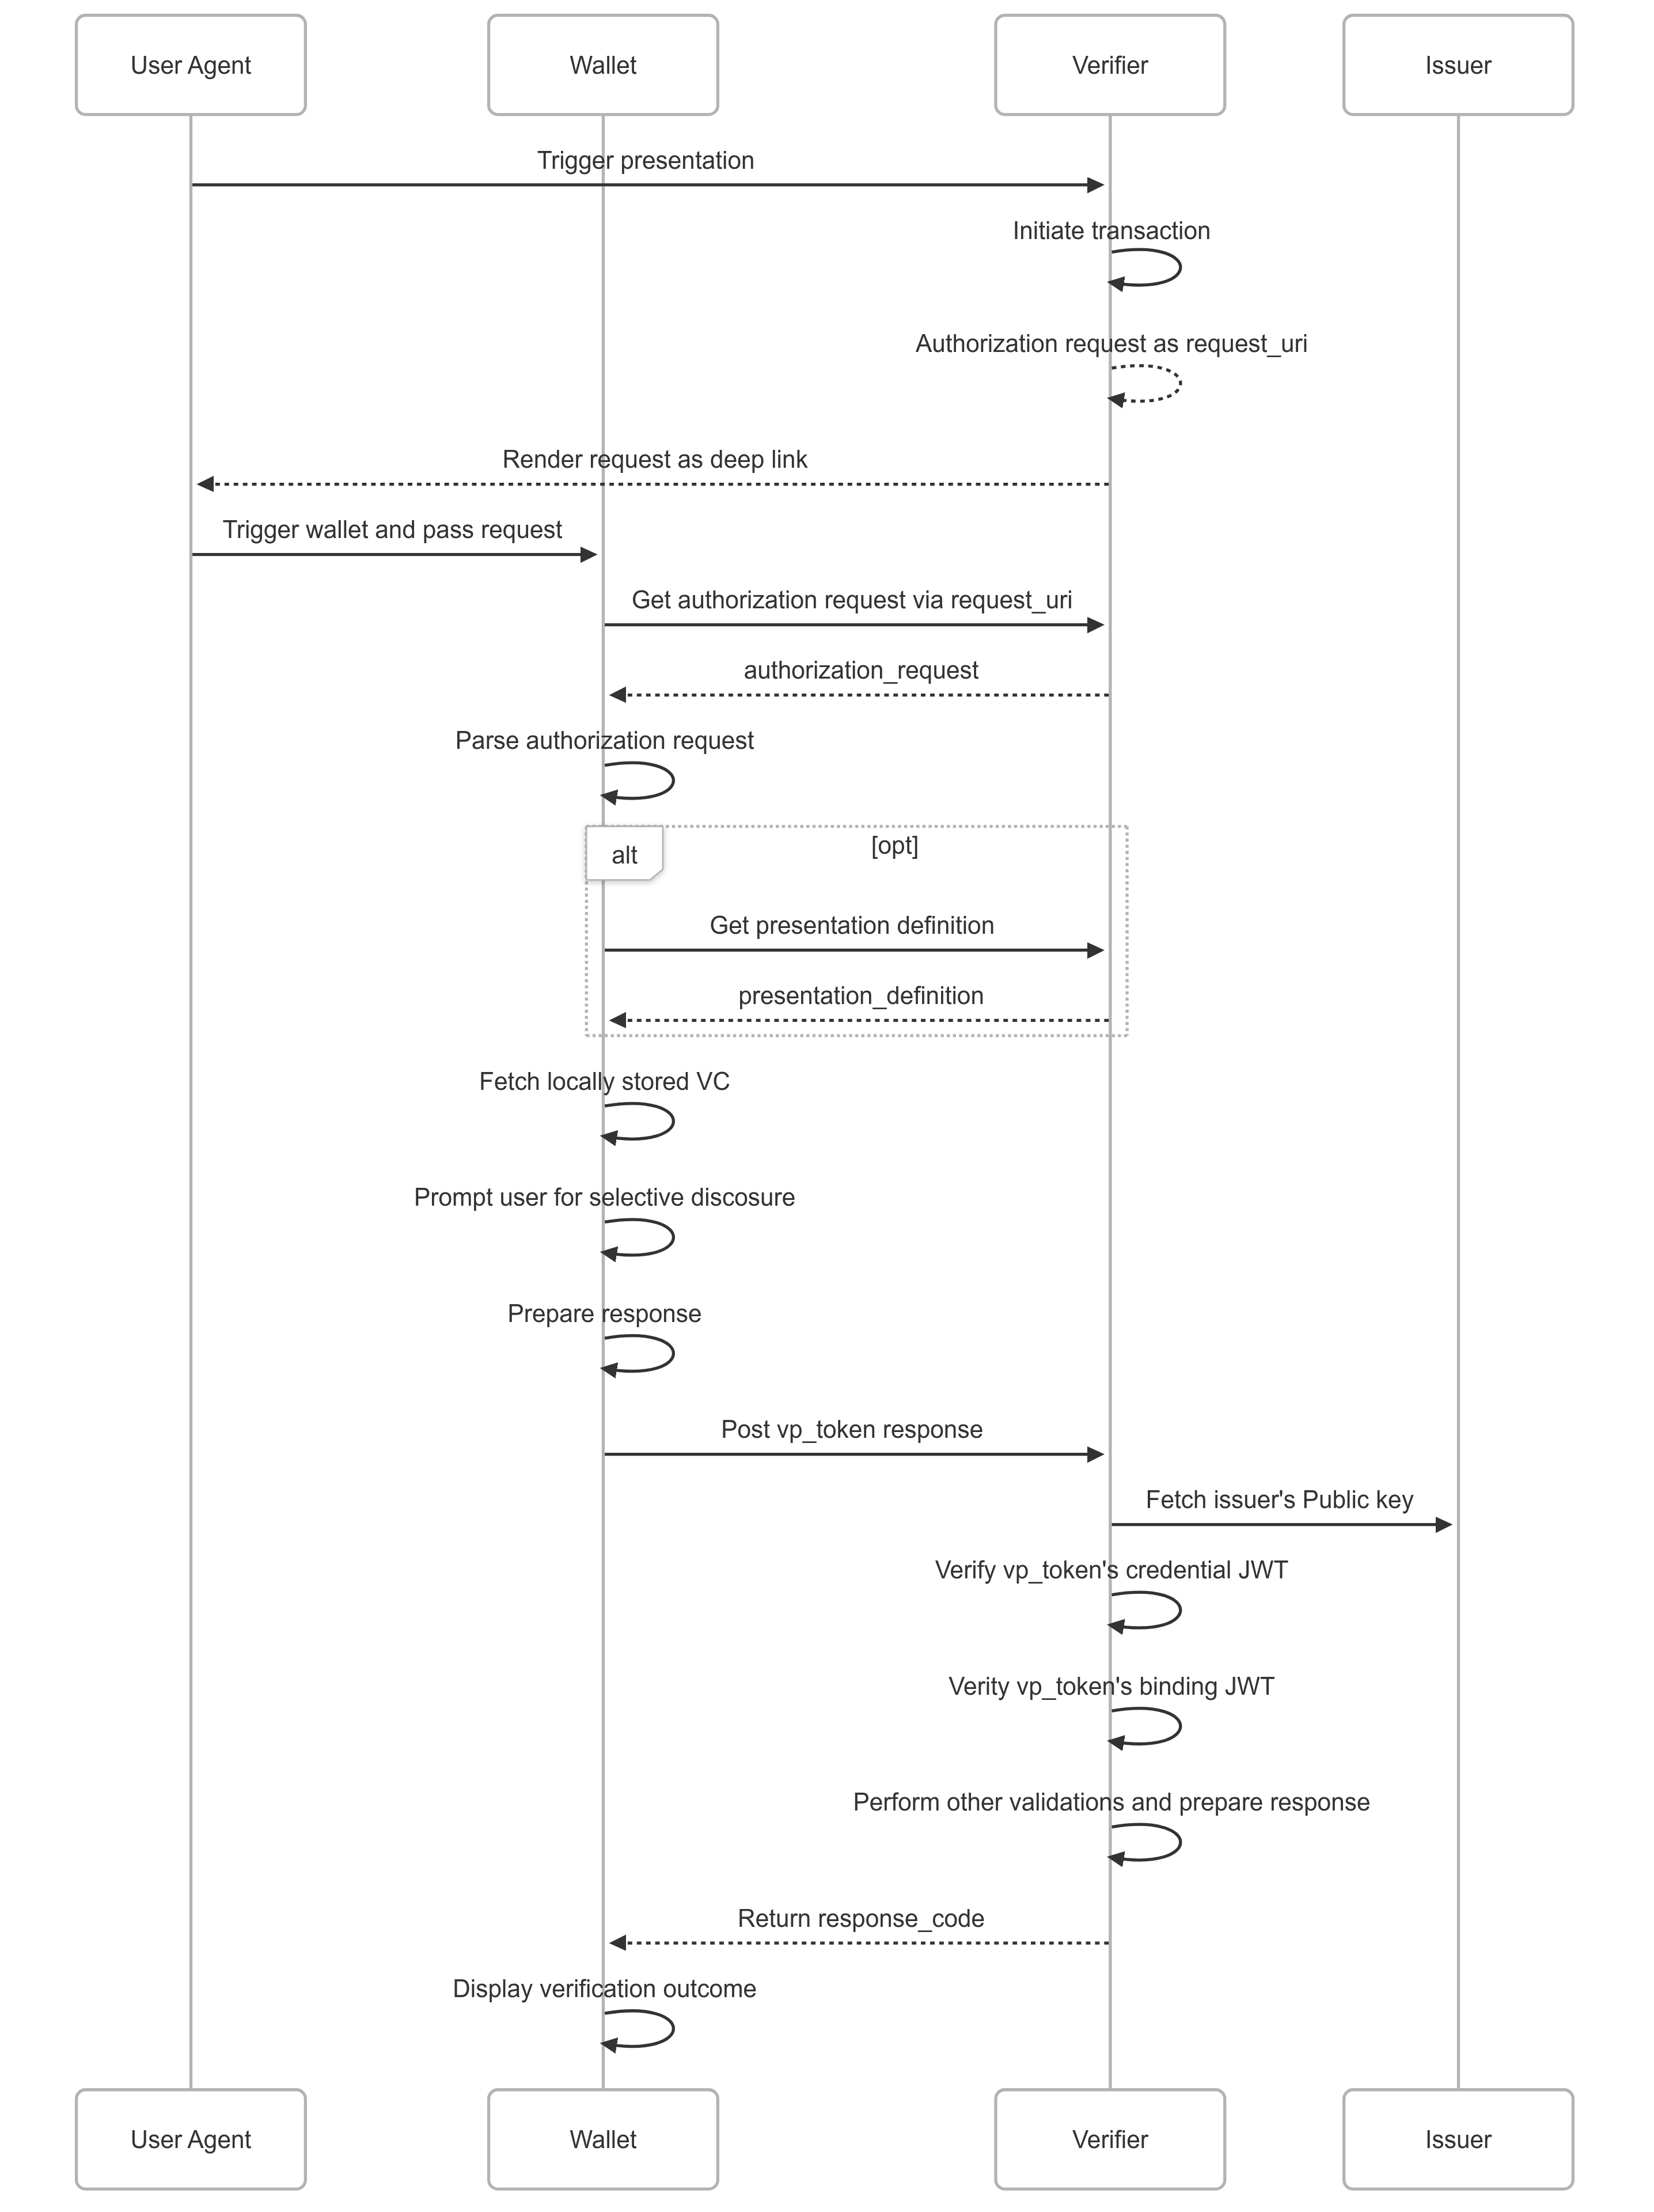 User Agent
Wallet
Verifier
Issuer
Trigger presentation
Initiate transaction
Authorization request as request_uri
Render request as deep link
Trigger wallet and pass request
Get authorization request via request_uri
authorization_request
Parse authorization request
alt
[opt]
Get presentation definition
presentation_definition
Fetch locally stored VC
Prompt user for selective discosure
Prepare response
Post vp_token response
Fetch issuer's Public key
Verify vp_token's credential JWT
Verity vp_token's binding JWT
Perform other validations and prepare response
Return response_code
Display verification outcome
User Agent
Wallet
Verifier
Issuer